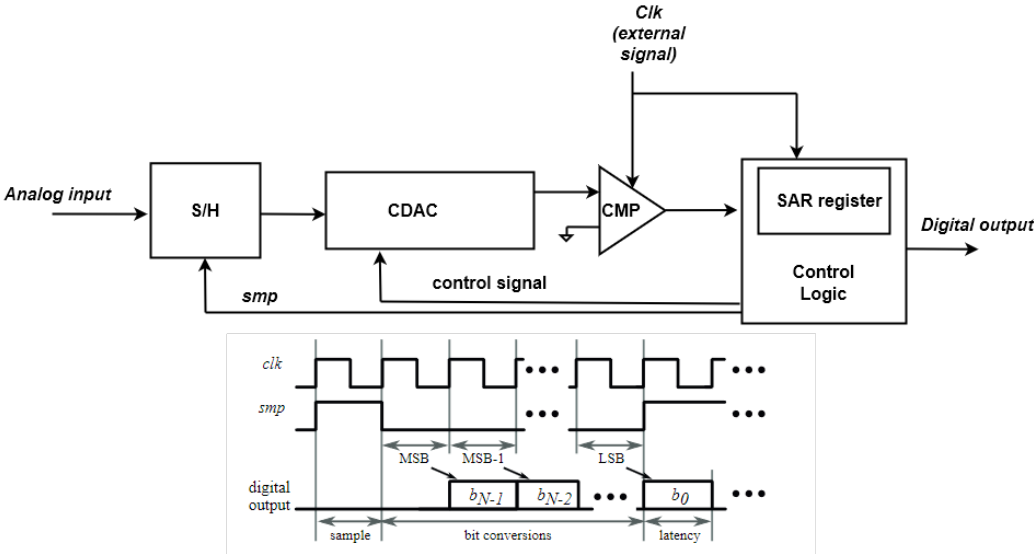 Clk
(external
signal)
Analog input
S/H
CDAC
CMP
SAR register
Control
Logic
Digital output
control signal
smp
clk
smp
MSB
MSB-1
LSB
digital
output
bN-1
bN-2
b0
sample
bit conversions
latency